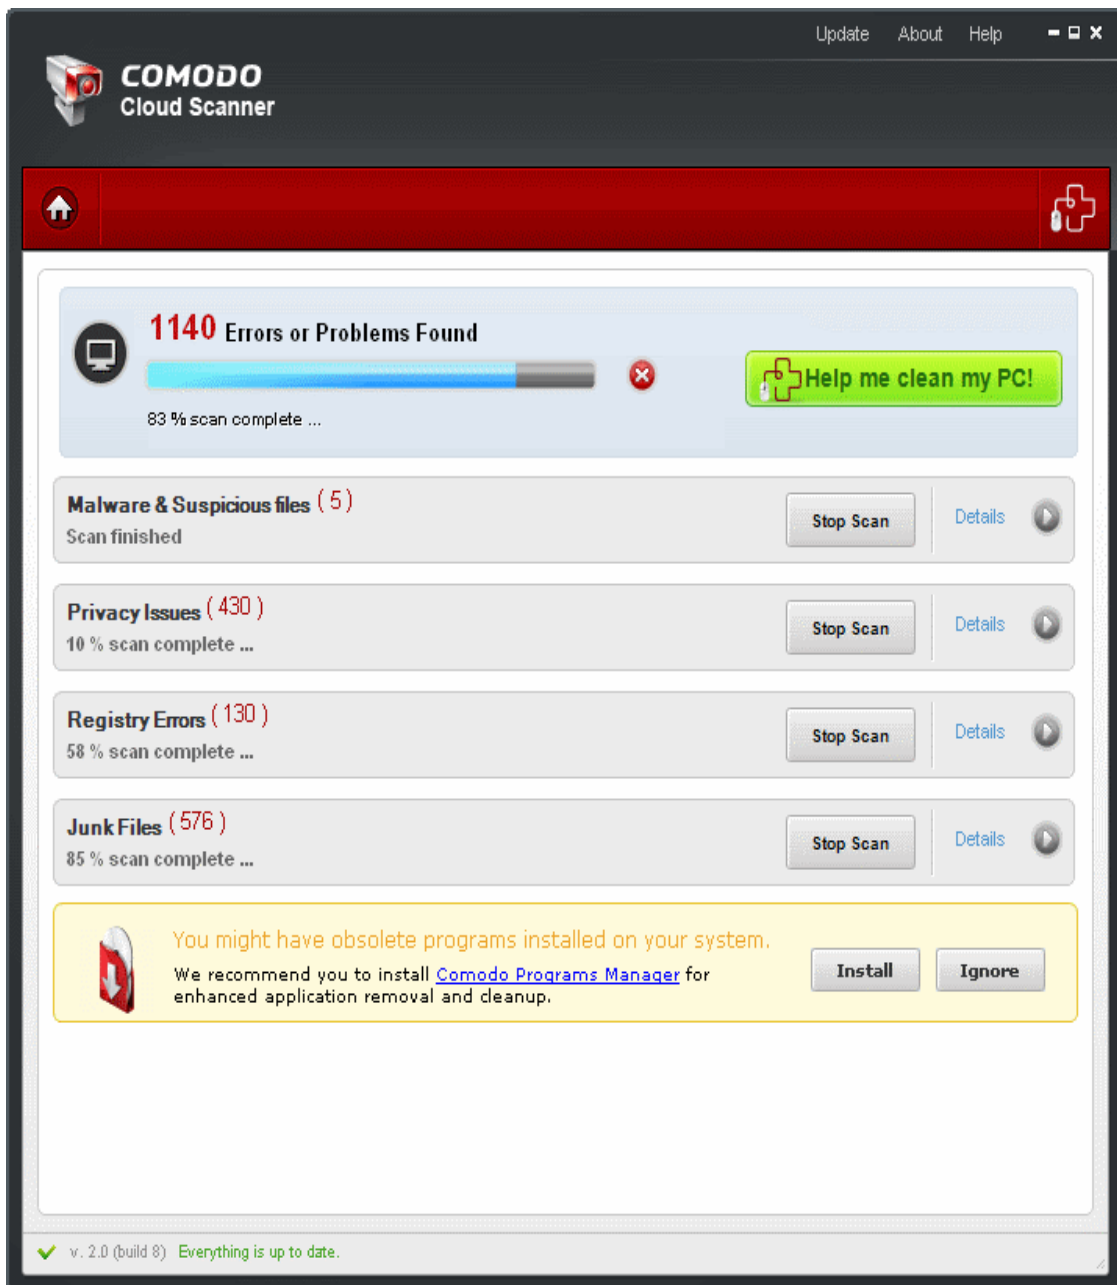 Update About Help
COMODO
Cloud Scanner
1140 Errors or Problems Found
83 % scan complete ...
Help me clean my PC!
Malware & Suspicious files ( 5 )
Scan finished
Stop Scan
Details
Privacy Issues ( 430 )
10 % scan complete ...
Stop Scan
Details
Registry Errors ( 130 )
58 % scan complete ...
Stop Scan
Details
Junk Files ( 576 )
85 % scan complete ...
Stop Scan
Details
You might have obsolete programs installed on your system.
We recommend you to install Comodo Programs Manager for
enhanced application removal and cleanup.
Install
Ignore
v. 2.0 (build 8) Everything is up to date.